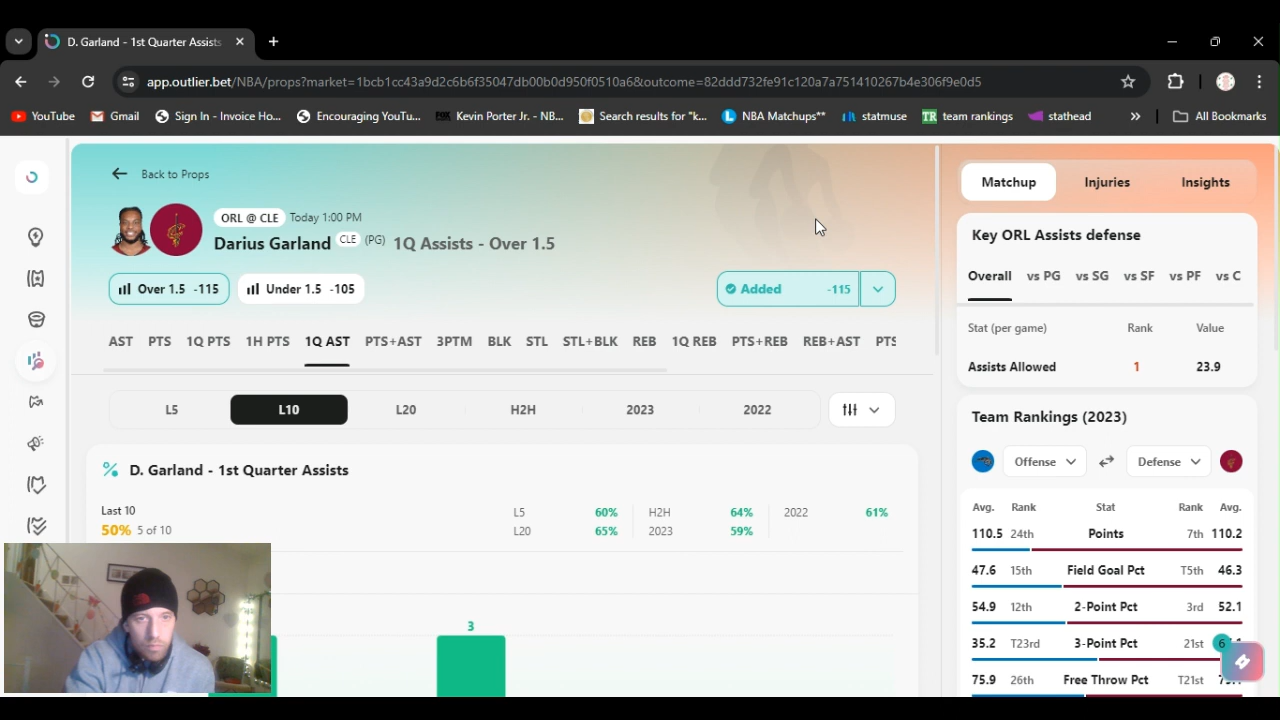 D. Garland - 1st Quarter Assists
app.outlier.bet/NBA/props?market=1bcb1cc43a9d2c6b6f35047db00b0d950f0510a6&outcome=82ddd732fe91c120a7a751410267b4e306f9e0d5
YouTube Gmail Sign In - Invoice Ho... Encouraging YouTu... Kevin Porter Jr. - NB... Search results for "k... NBA Matchups** statmuse TR team rankings stathead » All Bookmarks
Back to Props
ORL @ CLE Today 1:00 PM
Darius Garland CLE (PG) 1Q Assists - Over 1.5
Over 1.5 -115 Under 1.5 -105 Added -115
AST PTS 1Q PTS 1H PTS 1Q AST PTS+AST 3PTM BLK STL STL+BLK REB 1Q REB PTS+REB REB+AST PTS
L5 L10 L20 H2H 2023 2022
D. Garland - 1st Quarter Assists
Last 10
50% 5 of 10
L5 60% H2H 64% 2022 61%
L20 65% 2023 59%
3
Matchup Injuries Insights
Key ORL Assists defense
Overall vs PG vs SG vs SF vs PF vs C
Stat (per game) Rank Value
Assists Allowed 1 23.9
Team Rankings (2023)
Offense Defense
Avg. Rank Stat Rank Avg.
110.5 24th Points 7th 110.2
47.6 15th Field Goal Pct T5th 46.3
54.9 12th 2-Point Pct 3rd 52.1
35.2 T23rd 3-Point Pct 21st
75.9 26th Free Throw Pct T21st